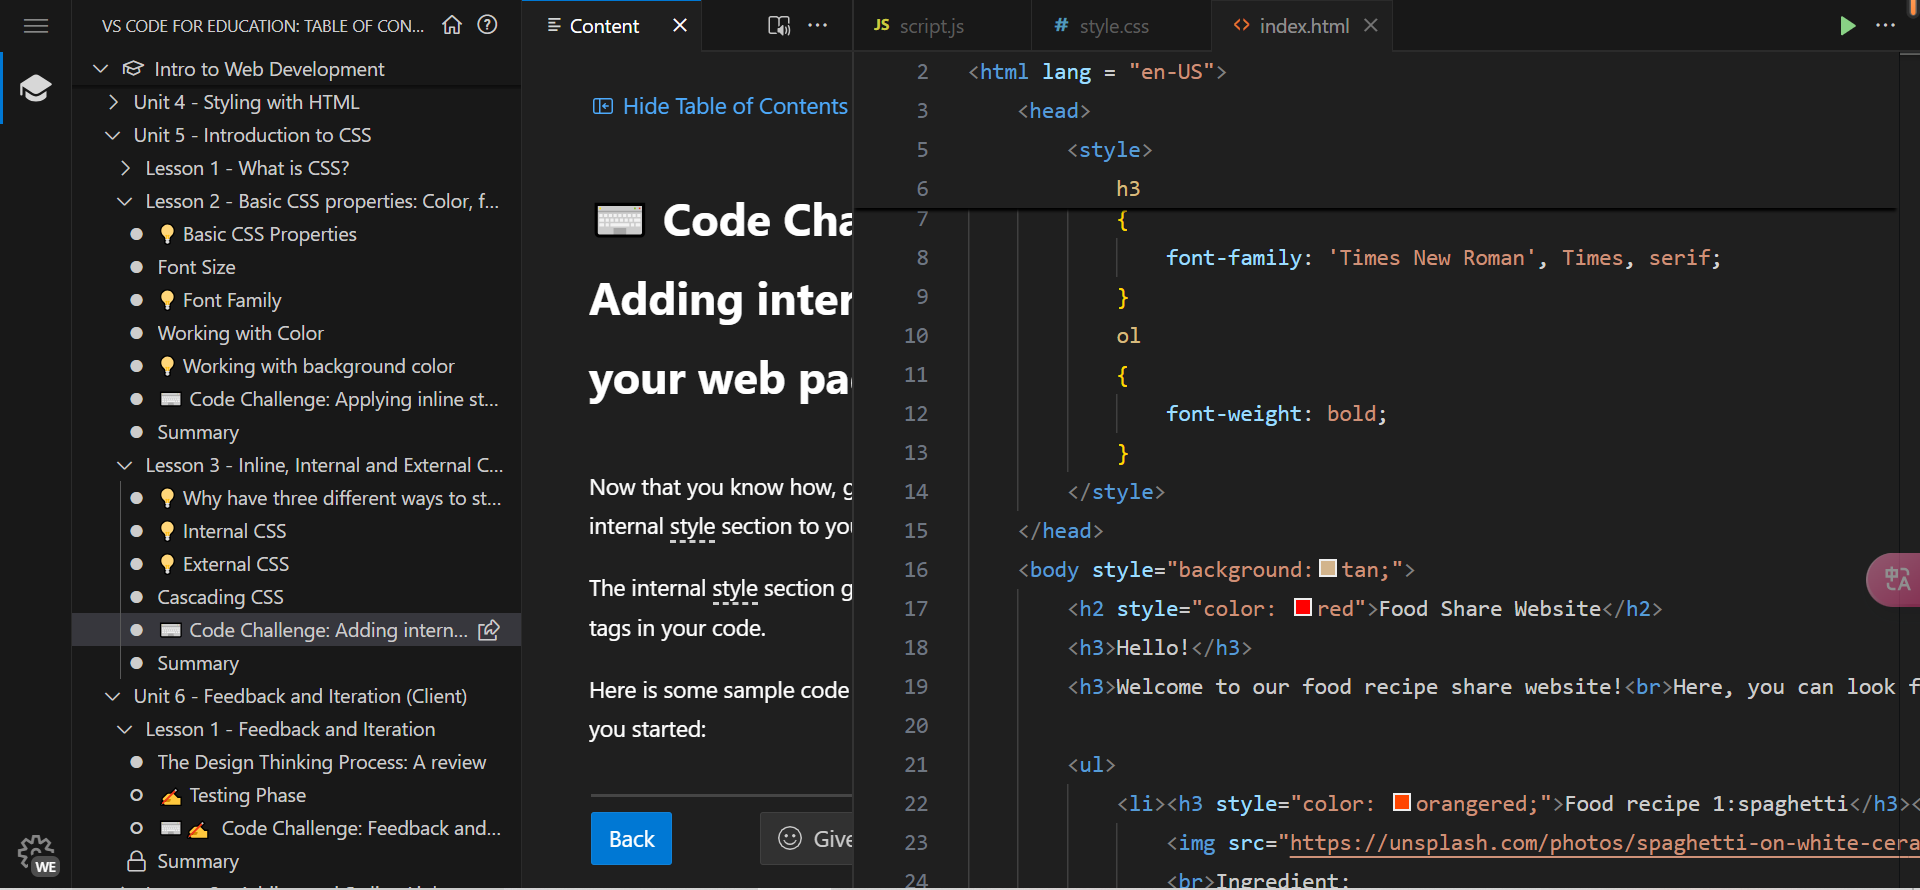 VS CODE FOR EDUCATION: TABLE OF CON...
Intro to Web Development
Unit 4 - Styling with HTML
Unit 5 - Introduction to CSS
Lesson 1 - What is CSS?
Lesson 2 - Basic CSS properties: Color, f...
Basic CSS Properties
Font Size
Font Family
Working with Color
Working with background color
Code Challenge: Applying inline st...
Summary
Lesson 3 - Inline, Internal and External C...
Why have three different ways to st...
Internal CSS
External CSS
Cascading CSS
Code Challenge: Adding intern...
Summary
Unit 6 - Feedback and Iteration (Client)
Lesson 1 - Feedback and Iteration
The Design Thinking Process: A review
Testing Phase
Code Challenge: Feedback and...
Summary
WE
Content
Hide Table of Contents
Code Cha
Adding inter
your web pa
Now that you know how, g
internal style section to you
The internal style section g
tags in your code.
Here is some sample code
you started:
Back
Give
JS script.js
# style.css
<> index.html
2 <html lang = "en-US">
3 <head>
5 <style>
6 h3
7 {
8 font-family: 'Times New Roman', Times, serif;
9 }
10 ol
11 {
12 font-weight: bold;
13 }
14 </style>
15 </head>
16 <body style="background:tan;">
17 <h2 style="color: red">Food Share Website</h2>
18 <h3>Hello!</h3>
19 <h3>Welcome to our food recipe share website!<br>Here, you can look f
20
21 <ul>
22 <li><h3 style="color: orangered;">Food recipe 1:spaghetti</h3><
23 <img src="https://unsplash.com/photos/spaghetti-on-white-cera
24 <br>Ingredient:
中A